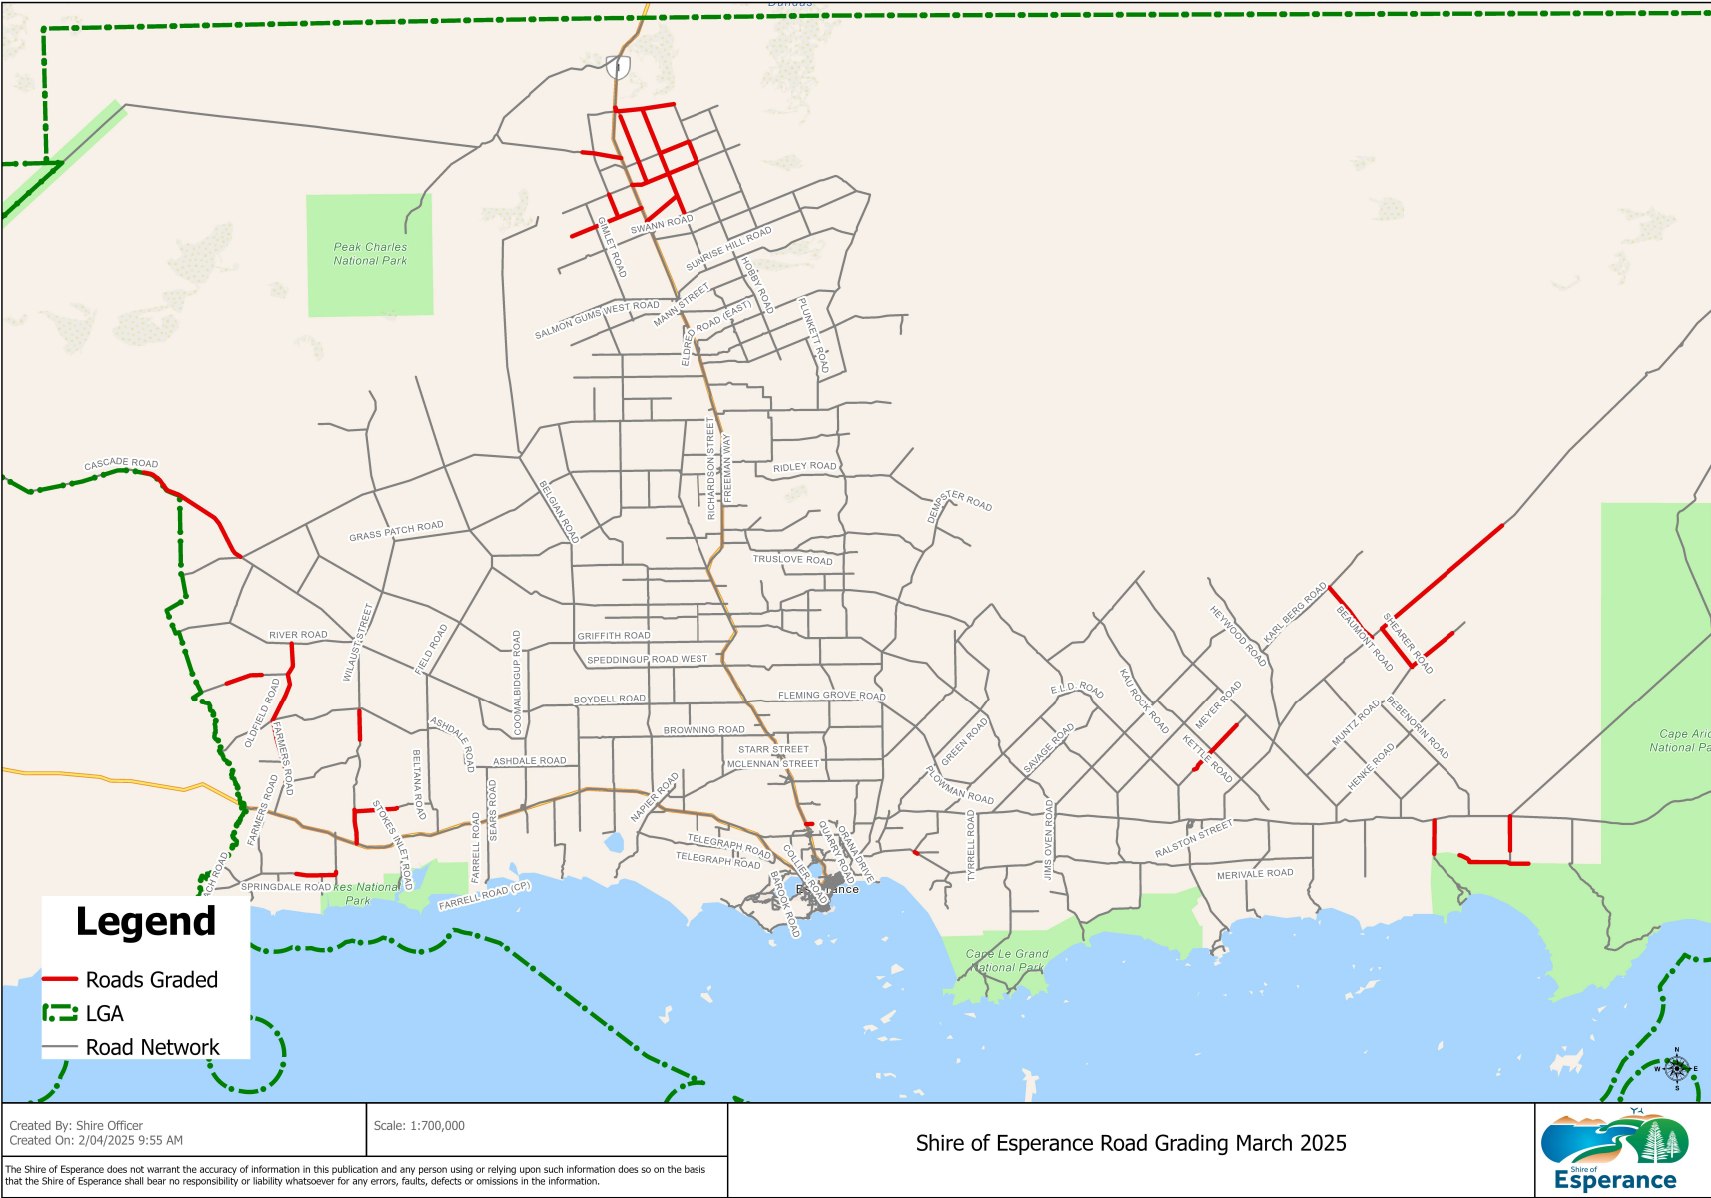 Dundas
1
Peak Charles
National Park
GIMLET ROAD
SWANN ROAD
SUNRISE HILL ROAD
HOBBY ROAD
SALMON GUMS WEST ROAD
MANN STREET
ELDRED ROAD (EAST)
PLUNKETT ROAD
CASCADE ROAD
RICHARDSON STREET
FREEMAN WAY
RIDLEY ROAD
BELGIAN ROAD
DEMPSTER ROAD
GRASS PATCH ROAD
TRUSLOVE ROAD
RIVER ROAD
WILAUST STREET
FIELD ROAD
COOMALBIDGUP ROAD
GRIFFITH ROAD
SPEDDINGUP ROAD WEST
BOYDELL ROAD
FLEMING GROVE ROAD
BROWNING ROAD
STARR STREET
MCLENNAN STREET
HEYWOOD ROAD
KARL BERG ROAD
BEAUMONT ROAD
SHEARER ROAD
E.L.D. ROAD
KAU ROCK ROAD
MEYER ROAD
KETTLE ROAD
MUNTZ ROAD
BEBENORIN ROAD
HENKE ROAD
GREEN ROAD
SAVAGE ROAD
PLOWMAN ROAD
OLDFIELD ROAD
FARMERS ROAD
FARMERS ROAD
ASHDALE ROAD
ASHDALE ROAD
BELTANA ROAD
SEARS ROAD
NAPIER ROAD
STOKES INLET ROAD
FARRELL ROAD
TELEGRAPH ROAD
TELEGRAPH ROAD
COLLIER ROAD
QUARRY ROAD
ORANA DRIVE
BAROOK ROAD
Esperance
TYRRELL ROAD
JIMS OVEN ROAD
RALSTON STREET
MERIVALE ROAD
Cape Arid
National Pa
ACH ROAD
SPRINGDALE ROAD
kes National
Park
FARRELL ROAD (CP)
Cape Le Grand
National Park
Legend
Roads Graded
LGA
Road Network
N
W
E
S
Created By: Shire Officer
Created On: 2/04/2025 9:55 AM
Scale: 1:700,000
The Shire of Esperance does not warrant the accuracy of information in this publication and any person using or relying upon such information does so on the basis
that the Shire of Esperance shall bear no responsibility or liability whatsoever for any errors, faults, defects or omissions in the information.
Shire of Esperance Road Grading March 2025
Shire of
Esperance